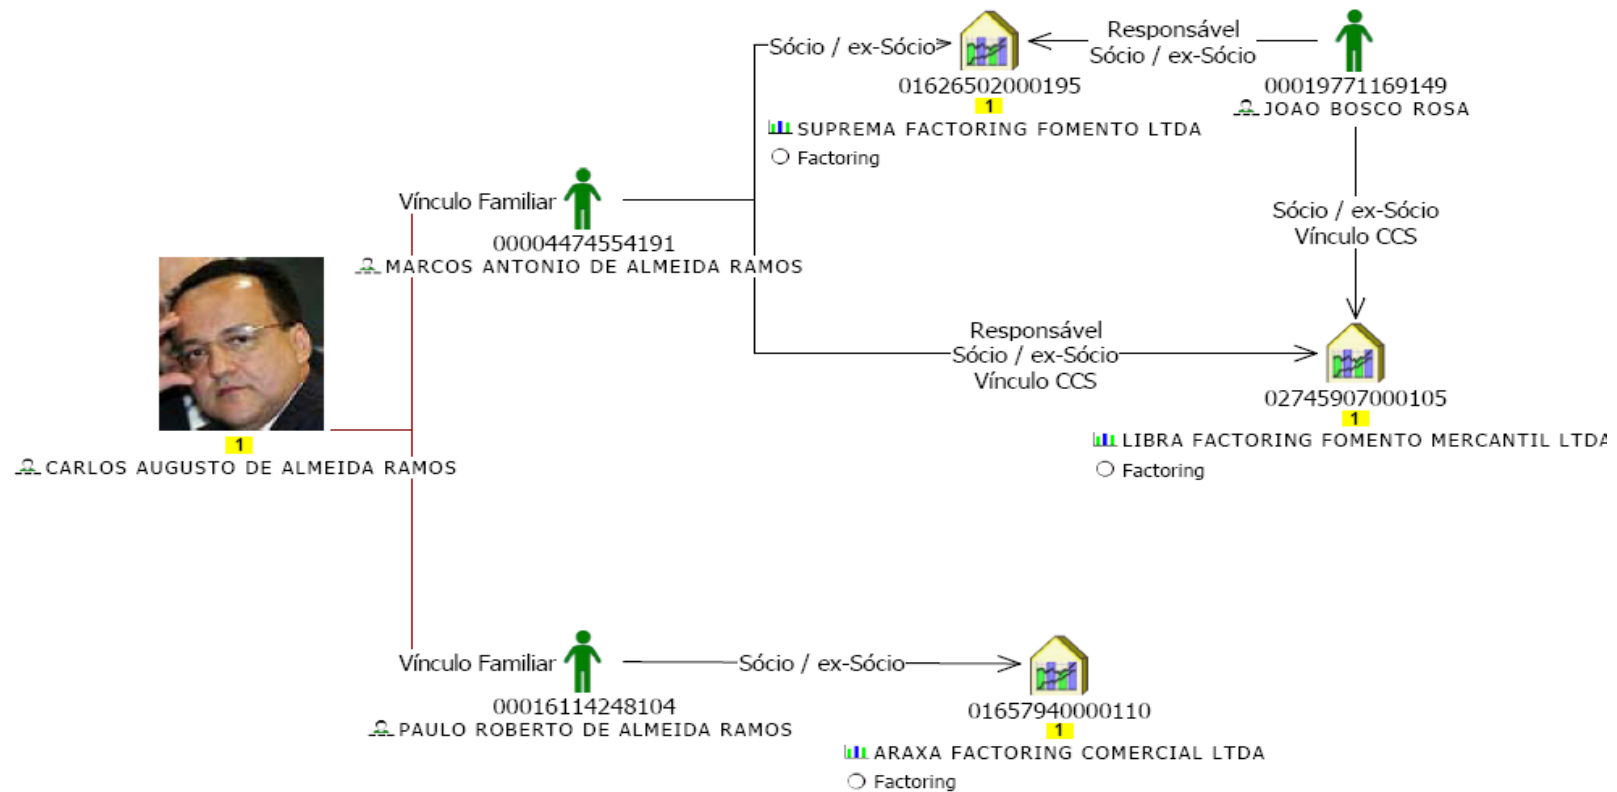 Sócio / ex-Sócio
01626502000195
1
SUPREMA FACTORING FOMENTO LTDA
Factoring
Responsável
Sócio / ex-Sócio
00019771169149
JOAO BOSCO ROSA
Vínculo Familiar
00004474554191
MARCOS ANTONIO DE ALMEIDA RAMOS
Sócio / ex-Sócio
Vínculo CCS
Responsável
Sócio / ex-Sócio
Vínculo CCS
02745907000105
1
LIBRA FACTORING FOMENTO MERCANTIL LTDA
Factoring
1
CARLOS AUGUSTO DE ALMEIDA RAMOS
Vínculo Familiar
00016114248104
PAULO ROBERTO DE ALMEIDA RAMOS
Sócio / ex-Sócio
01657940000110
1
ARAXA FACTORING COMERCIAL LTDA
Factoring